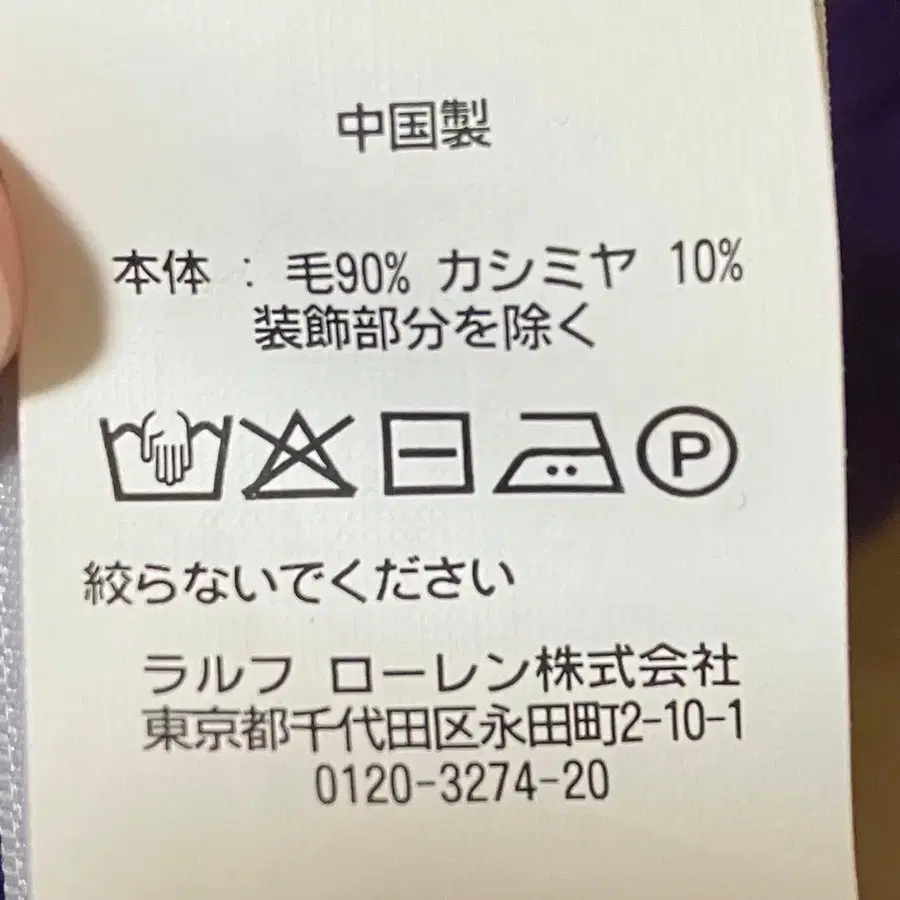 中国製
本体 : 毛90% カシミヤ 10%
装飾部分を除く
P
絞らないでください
ラルフ ローレン株式会社
東京都千代田区永田町2-10-1
0120-3274-20